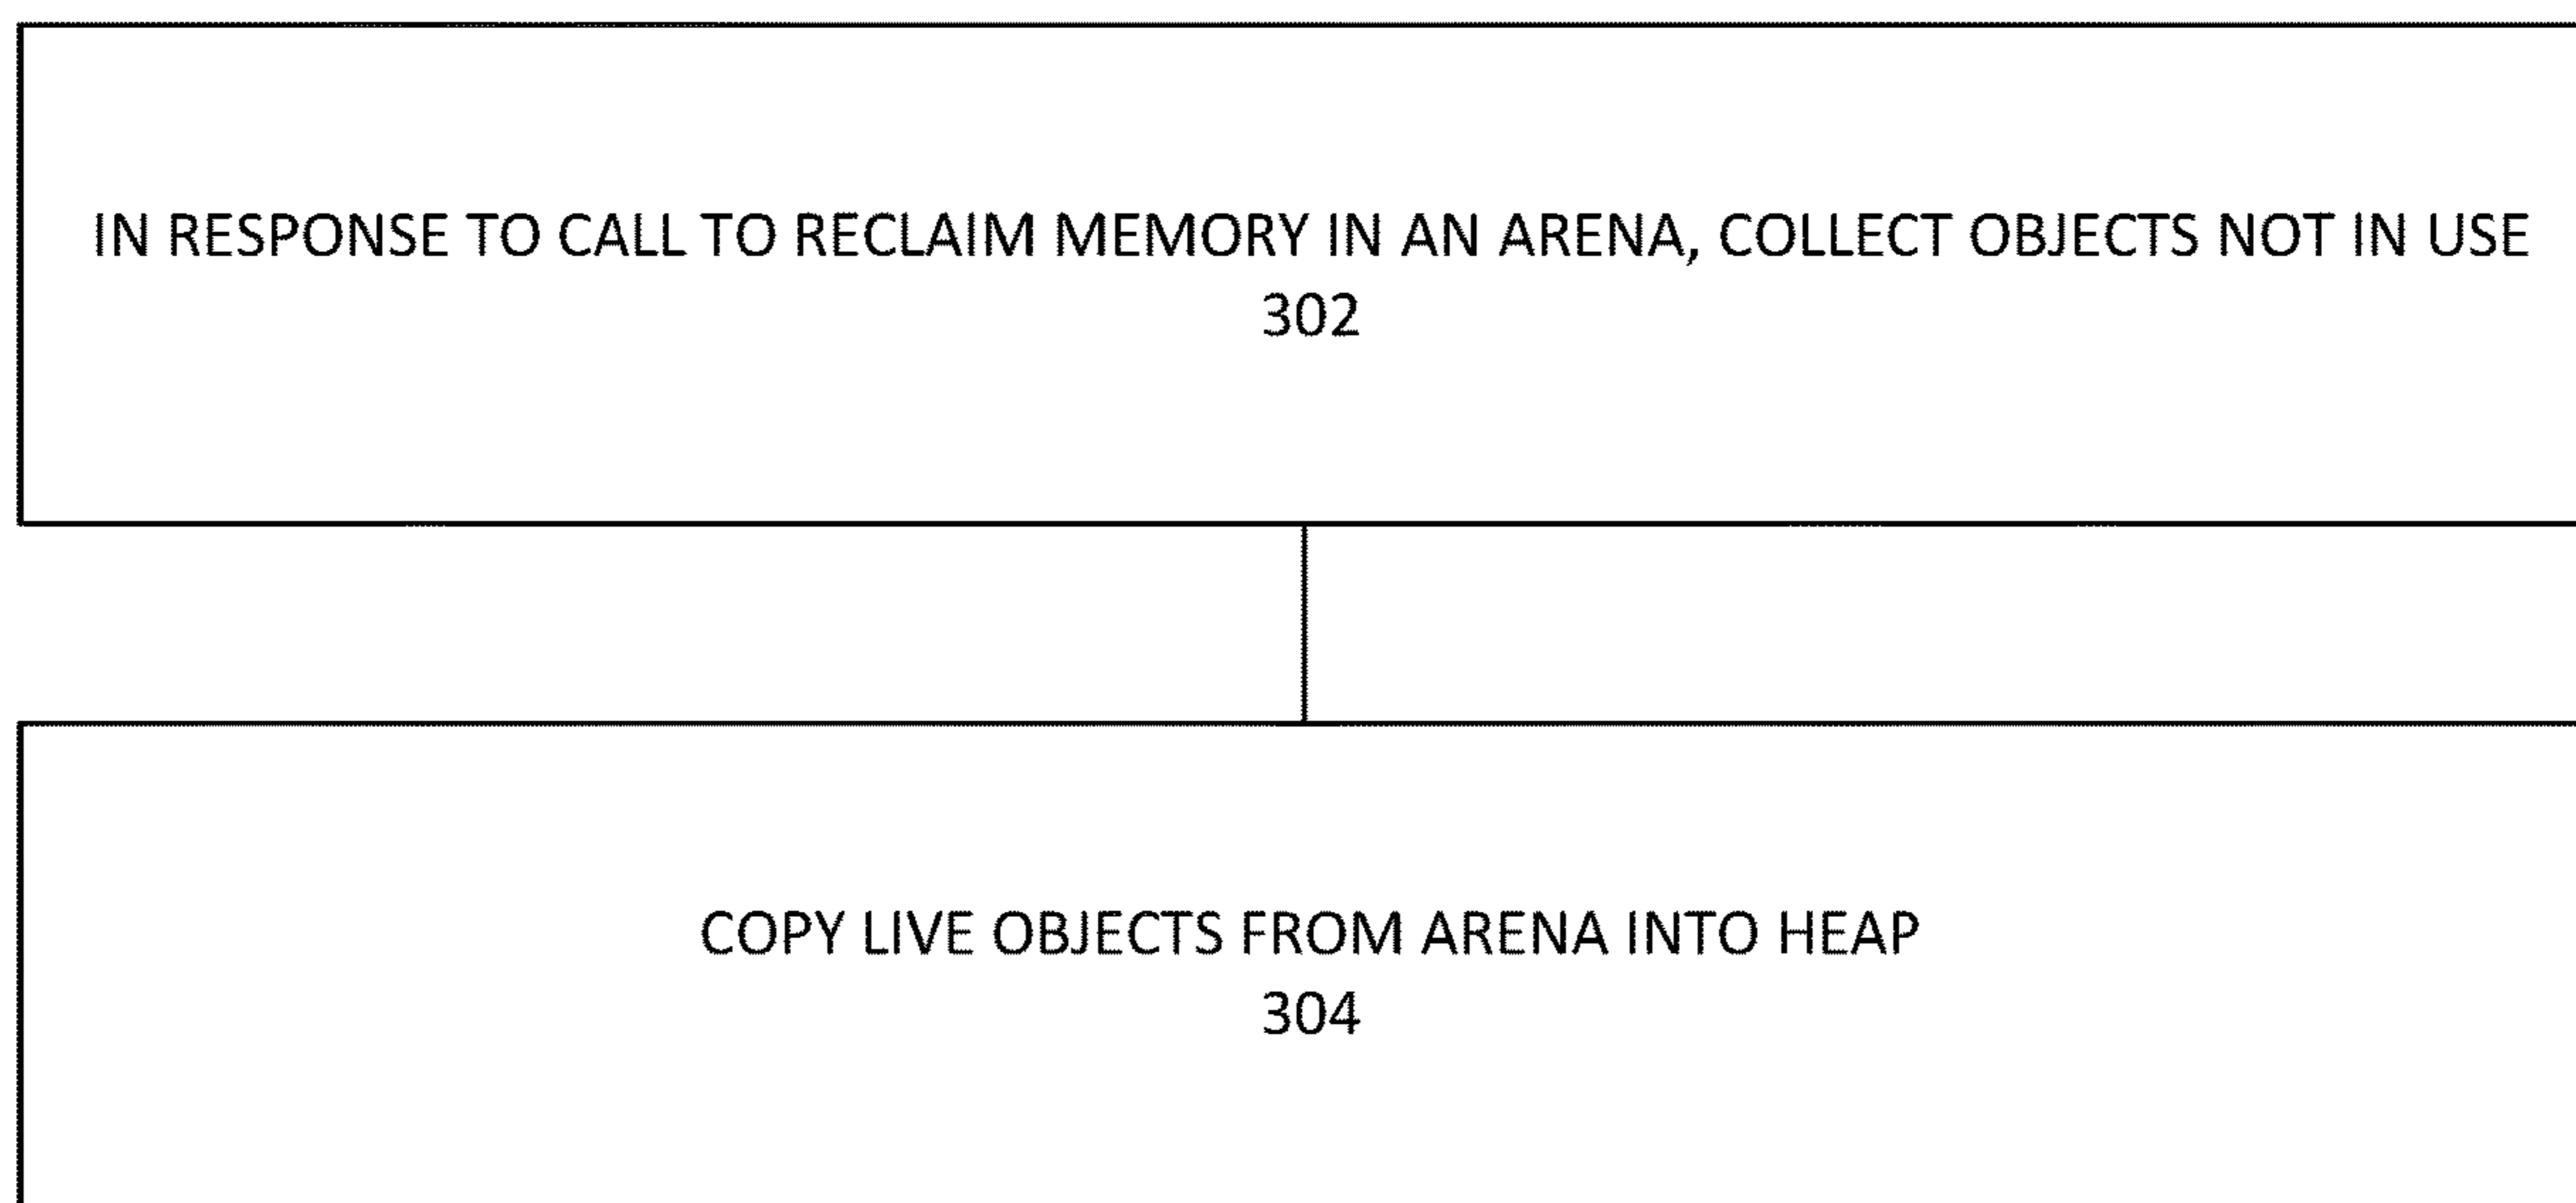 IN RESPONSE TO CALL TO RECLAIM MEMORY IN AN ARENA, COLLECT OBJECTS NOT IN USE
302
COPY LIVE OBJECTS FROM ARENA INTO HEAP
304